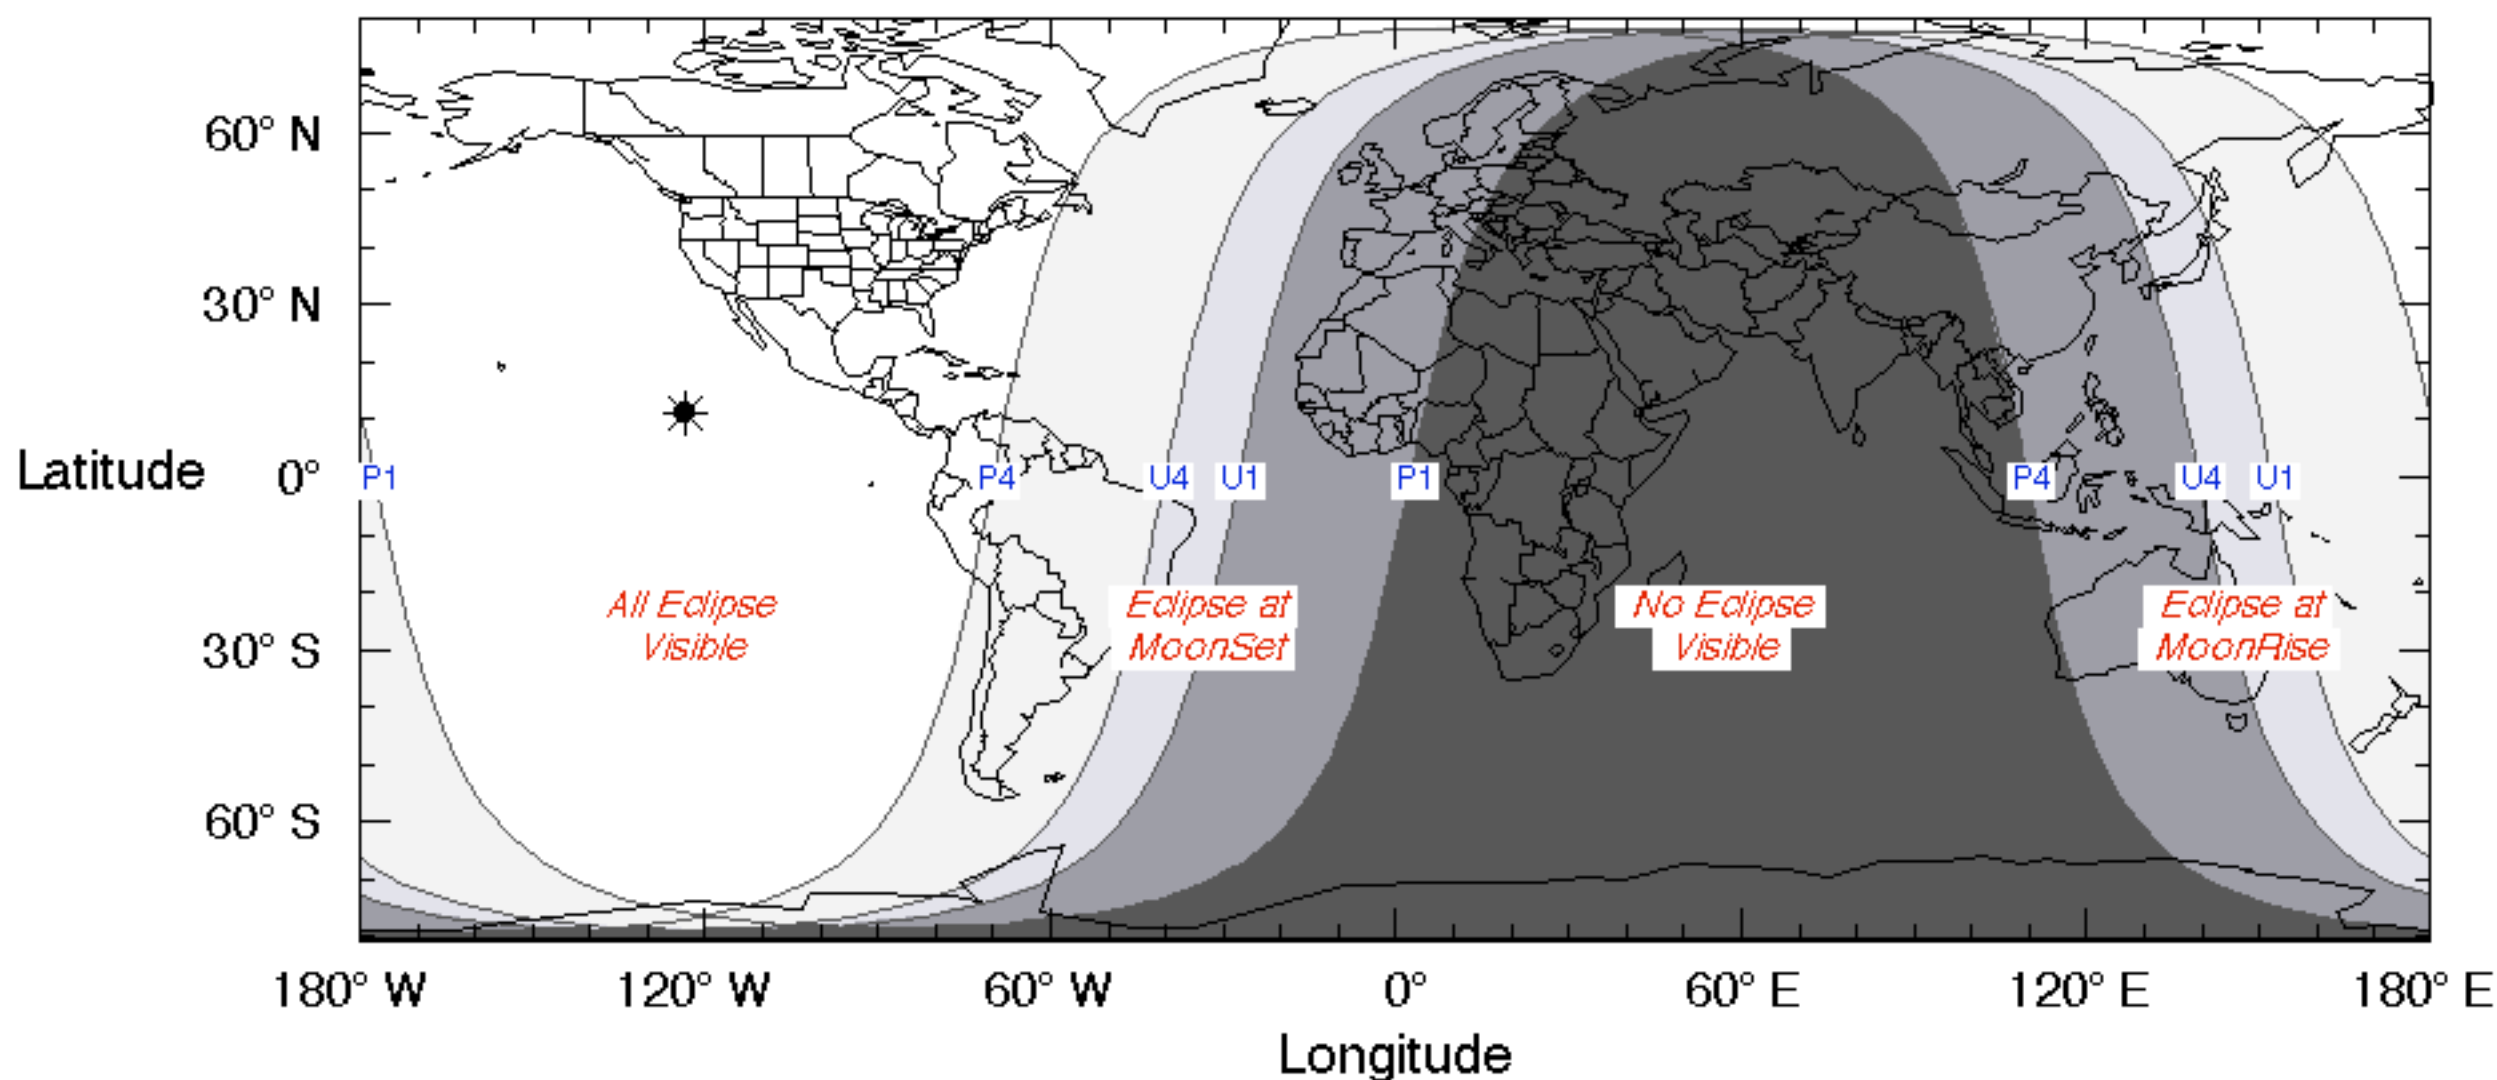 60° N
30° N
Latitude
0°
30° S
60° S
P1
P4
U4
U1
P1
P4
U4
U1
All Eclipse
Visible
Eclipse at
MoonSet
No Eclipse
Visible
Eclipse at
MoonRise
180° W
120° W
60° W
0°
60° E
120° E
180° E
Longitude